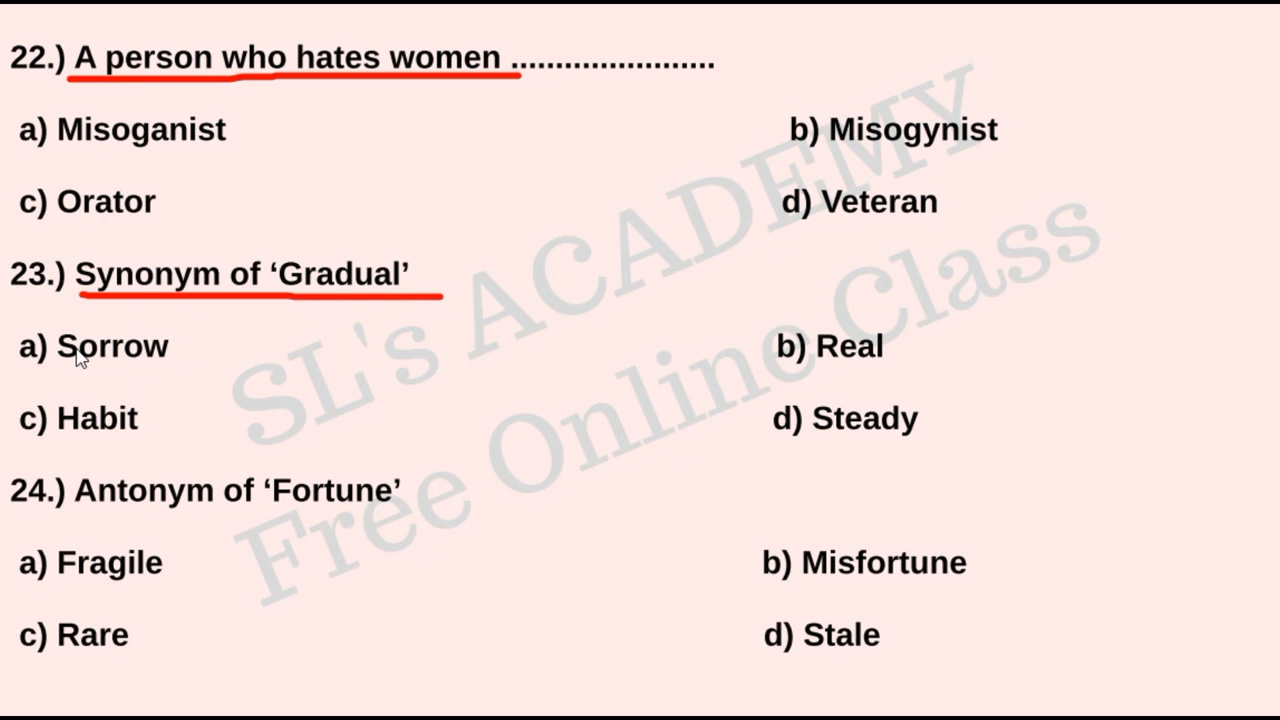 22.) A person who hates women .......................
a) Misoganist b) Misogynist
c) Orator d) Veteran
23.) Synonym of ‘Gradual’
a) Sorrow b) Real
c) Habit d) Steady
24.) Antonym of ‘Fortune’
a) Fragile b) Misfortune
c) Rare d) Stale
SL's ACADEMY
Free Online Class